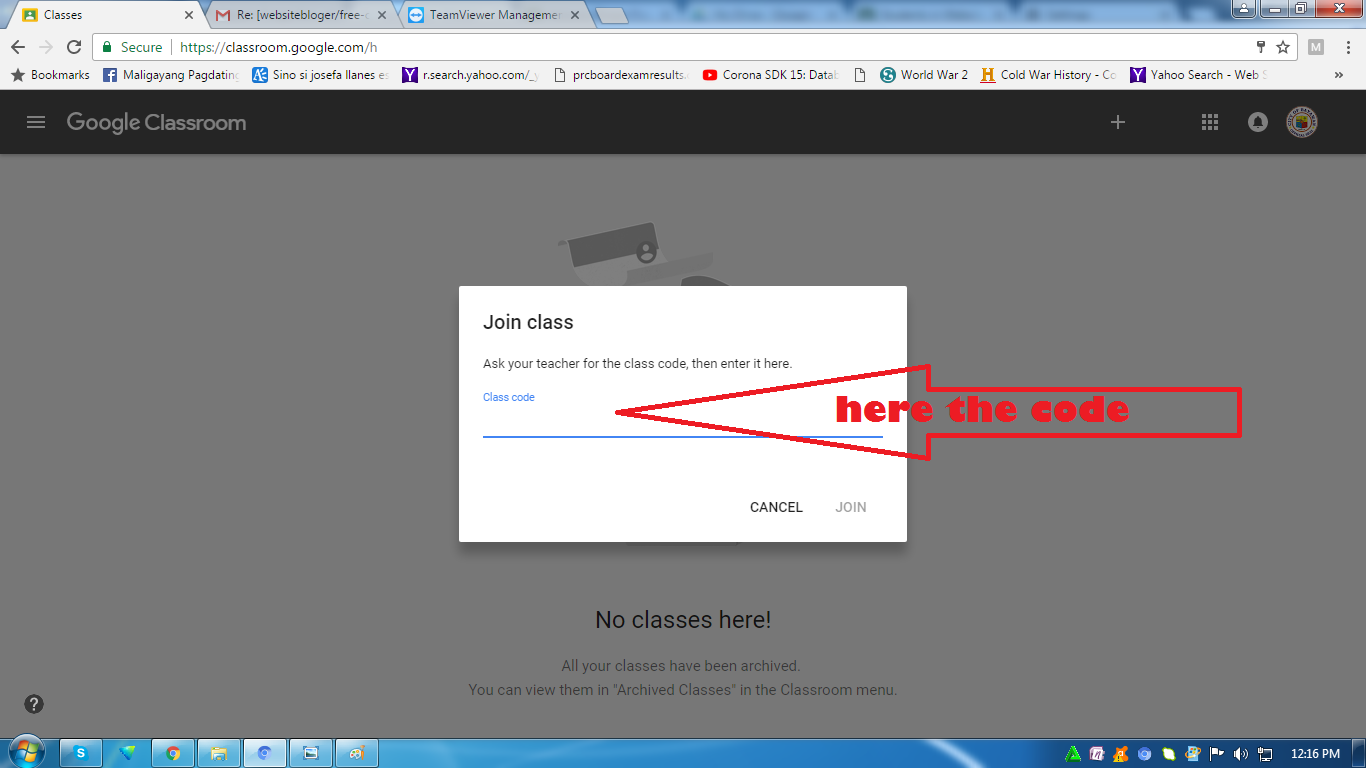 Classes
Re: [websitebloger/free-c
TeamViewer Managemen
Secure
https://classroom.google.com/h
M
Bookmarks
Maligayang Pagdating
Sino si josefa llanes es
r.search.yahoo.com/_y
prcboardexamresults.c
Corona SDK 15: Datab
World War 2
Cold War History - Co
Yahoo Search - Web S
Google Classroom
Join class
Ask your teacher for the class code, then enter it here.
Class code
here the code
CANCEL
JOIN
No classes here!
All your classes have been archived.
You can view them in "Archived Classes" in the Classroom menu.
?
12:16 PM